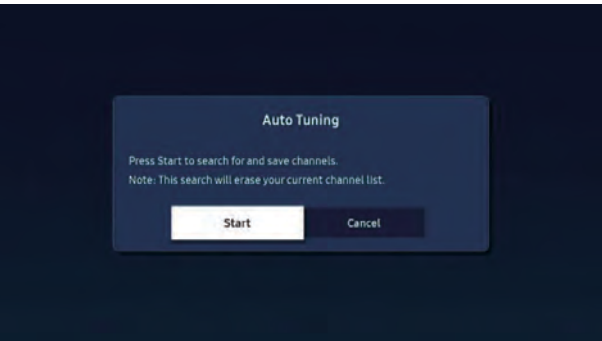 Auto Tuning
Press Start to search for and save channels.
Note: This search will erase your current channel list.
Start
Cancel